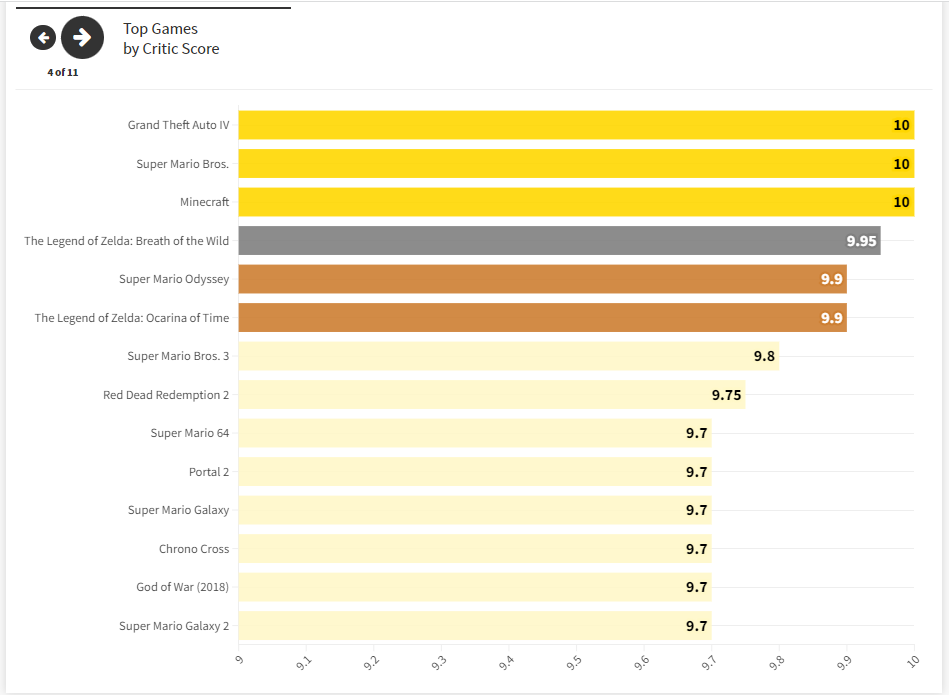 Top Games
by Critic Score
4 of 11
Grand Theft Auto IV 10
Super Mario Bros. 10
Minecraft 10
The Legend of Zelda: Breath of the Wild 9.95
Super Mario Odyssey 9.9
The Legend of Zelda: Ocarina of Time 9.9
Super Mario Bros. 3 9.8
Red Dead Redemption 2 9.75
Super Mario 64 9.7
Portal 2 9.7
Super Mario Galaxy 9.7
Chrono Cross 9.7
God of War (2018) 9.7
Super Mario Galaxy 2 9.7
9 9.1 9.2 9.3 9.4 9.5 9.6 9.7 9.8 9.9 10